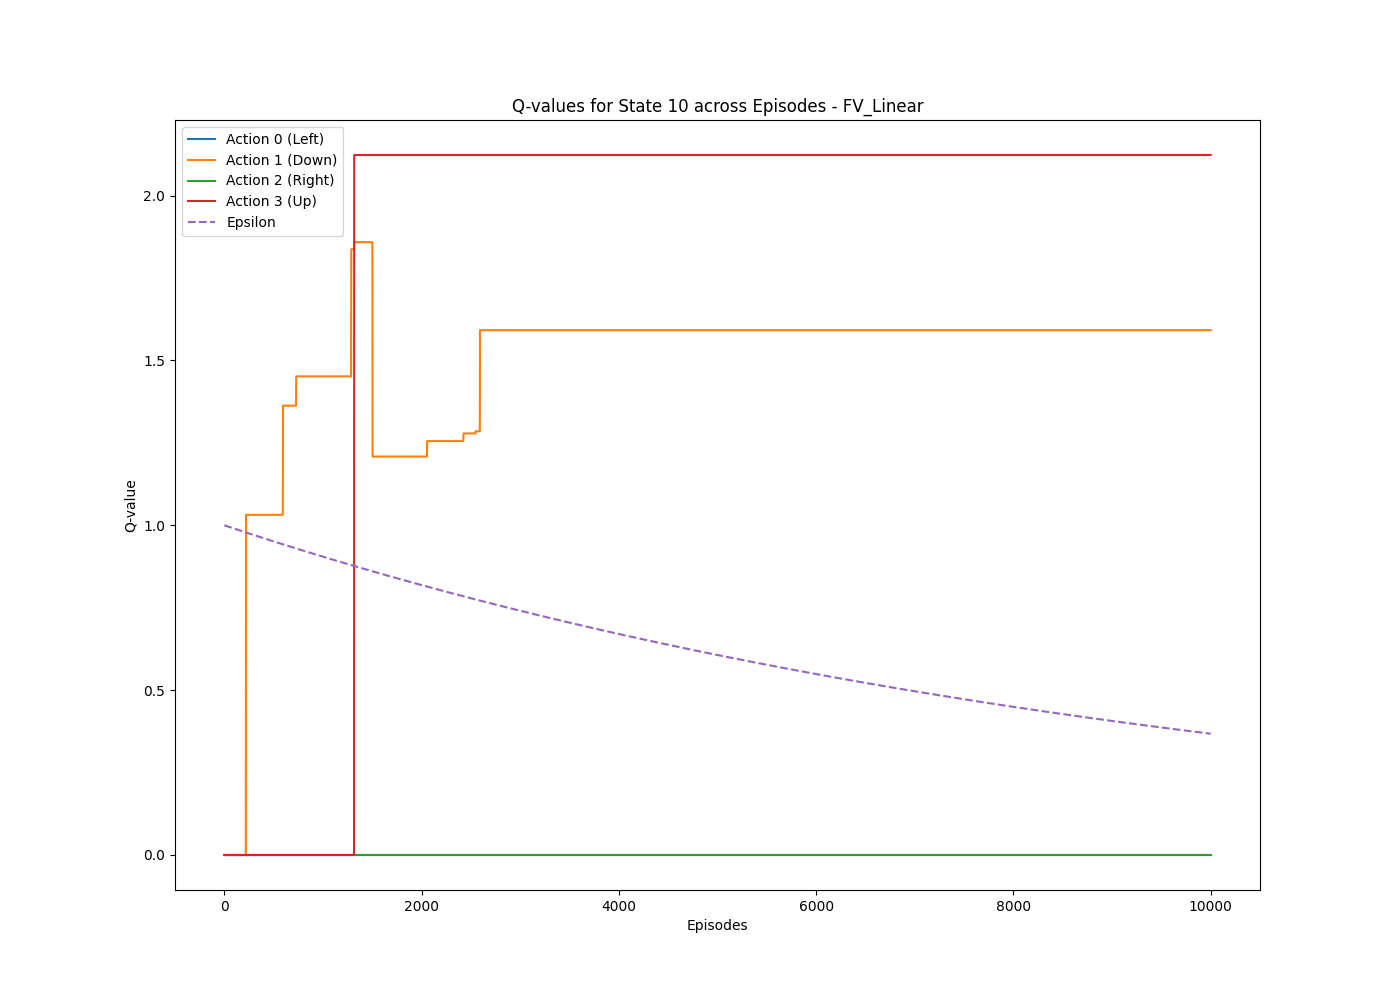 Q-values for State 10 across Episodes - FV_Linear
Action 0 (Left)
Action 1 (Down)
Action 2 (Right)
Action 3 (Up)
Epsilon
2.0
1.5
1.0
0.5
0.0
Q-value
0 2000 4000 6000 8000 10000
Episodes